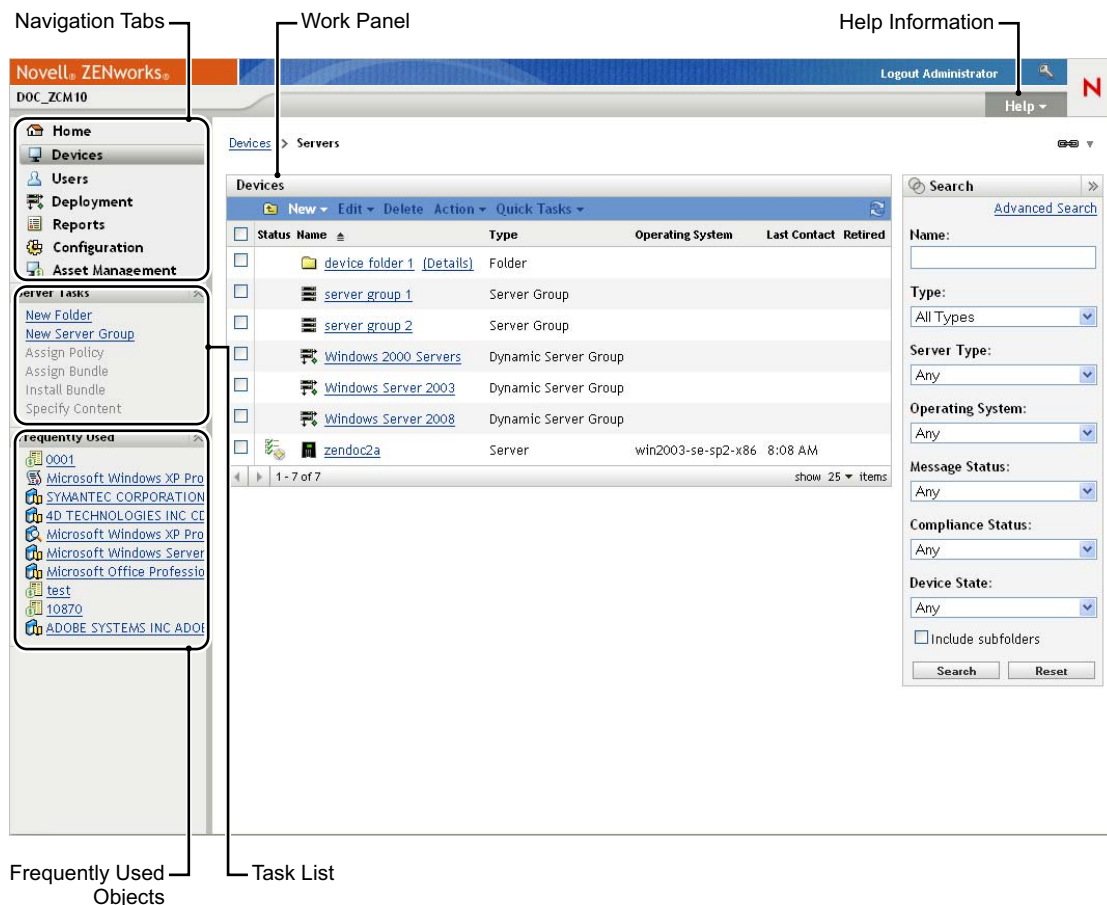 Navigation Tabs
Work Panel
Help Information
Novell® ZENworks®
Logout Administrator
N
DOC_ZCM10
Help
Home
Devices
Users
Deployment
Reports
Configuration
Asset Management
Devices > Servers
Server Tasks
New Folder
New Server Group
Assign Policy
Assign Bundle
Install Bundle
Specify Content
Frequently Used
0001
Microsoft Windows XP Pro
SYMANTEC CORPORATION
4D TECHNOLOGIES INC CD
Microsoft Windows XP Pro
Microsoft Windows Server
Microsoft Office Professio
test
10870
ADOBE SYSTEMS INC ADOB
Devices
New Edit Delete Action Quick Tasks
Status Name Type Operating System Last Contact Retired
device folder 1 (Details) Folder
server group 1 Server Group
server group 2 Server Group
Windows 2000 Servers Dynamic Server Group
Windows Server 2003 Dynamic Server Group
Windows Server 2008 Dynamic Server Group
zendoc2a Server win2003-se-sp2-x86 8:08 AM
1 - 7 of 7 show 25 items
Search
Advanced Search
Name:
Type:
All Types
Server Type:
Any
Operating System:
Any
Message Status:
Any
Compliance Status:
Any
Device State:
Any
Include subfolders
Search Reset
Frequently Used
Objects
Task List